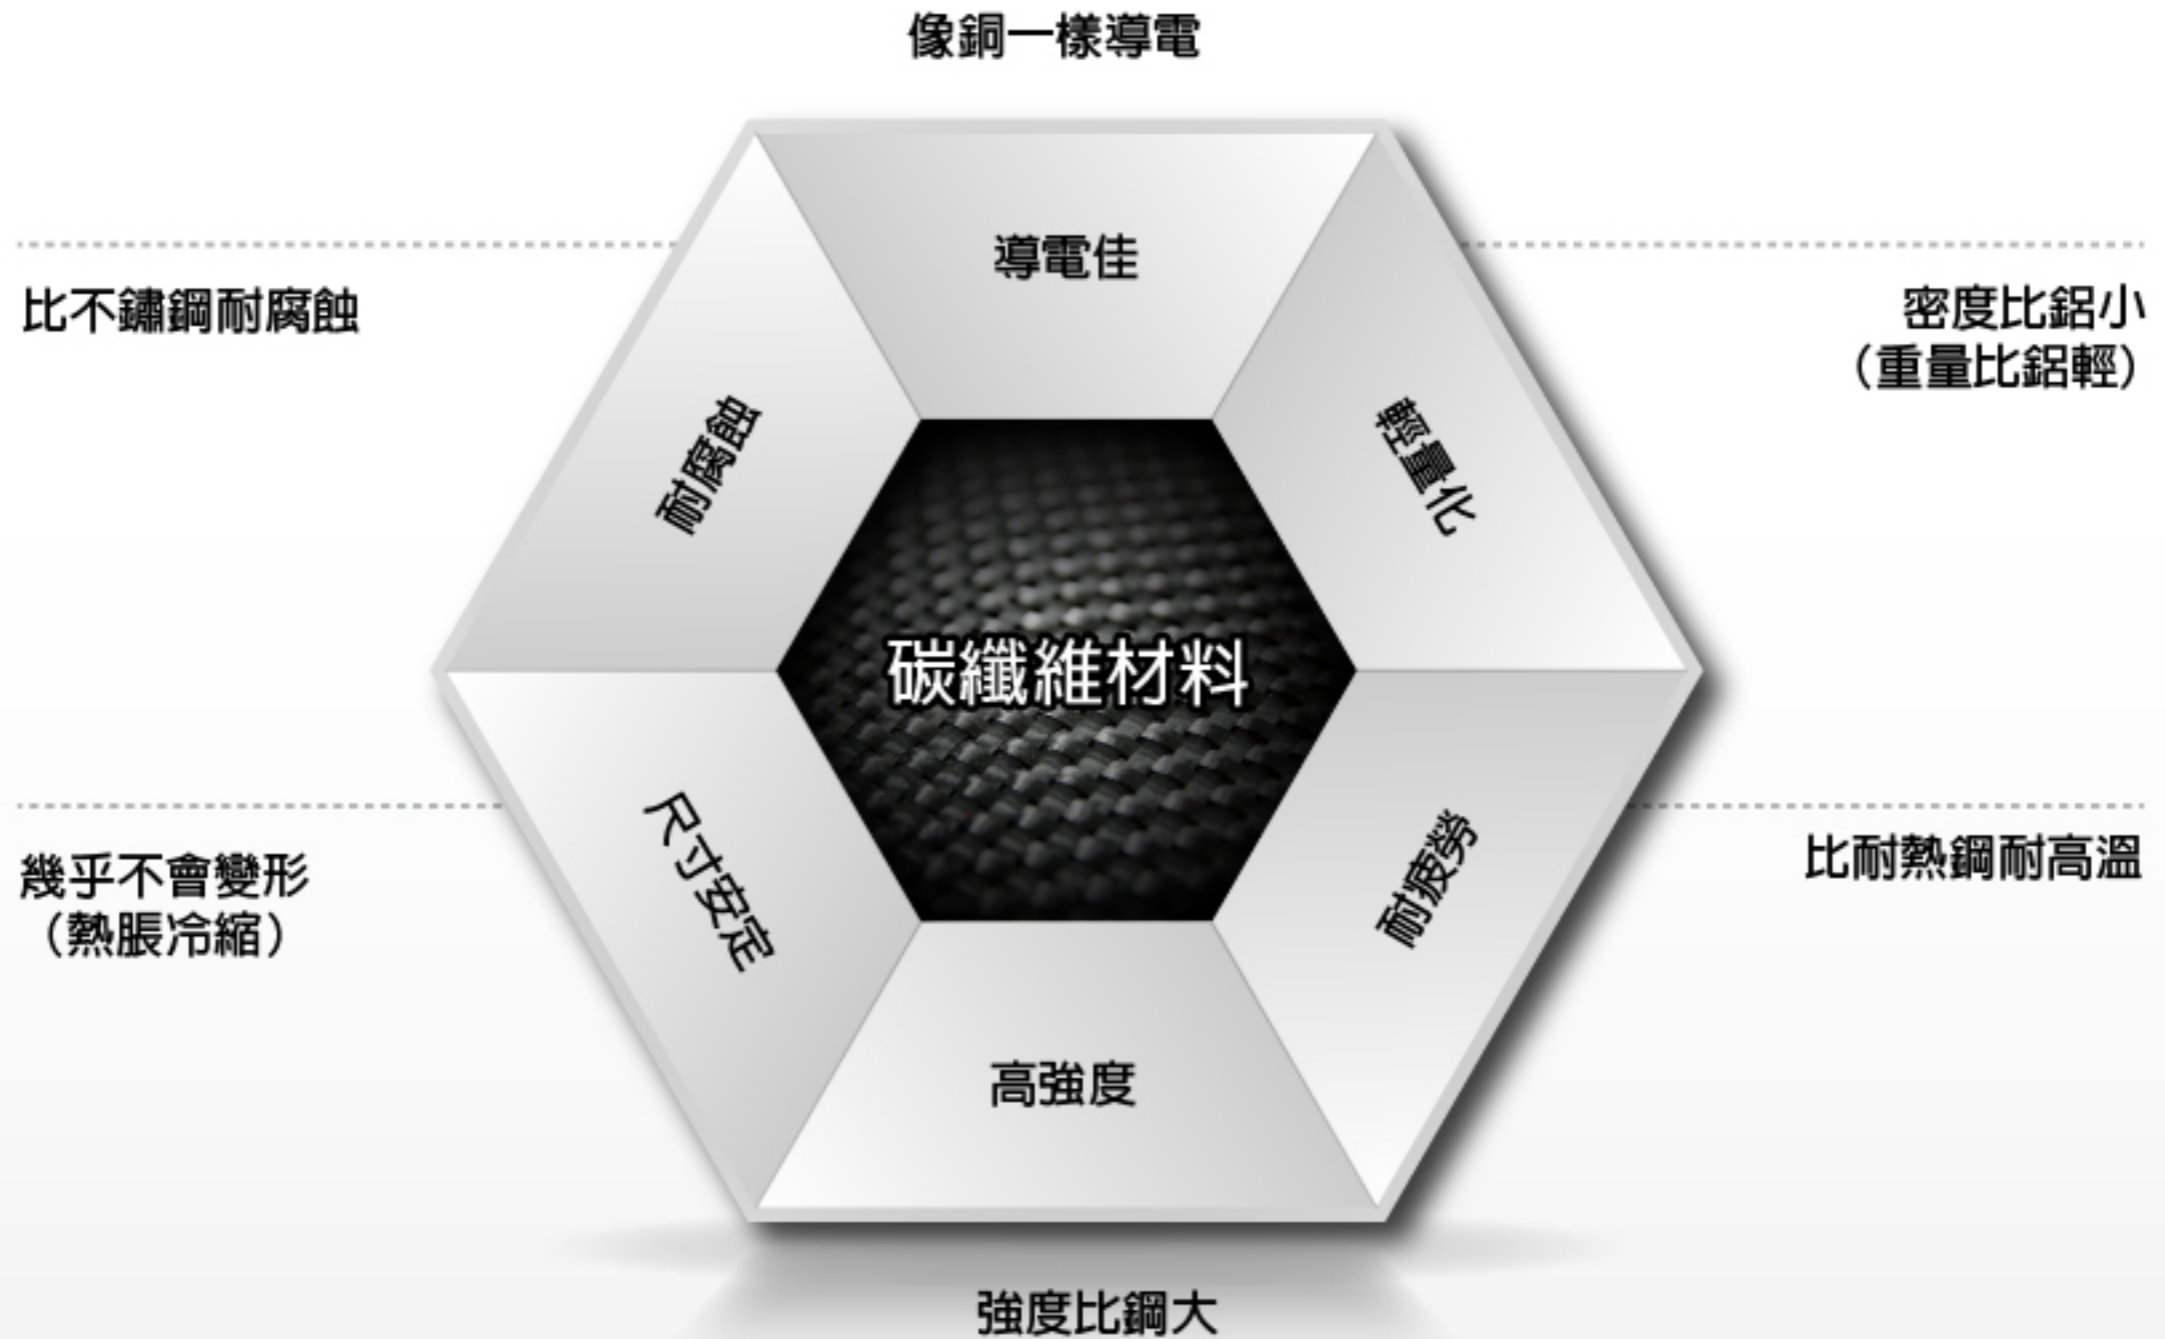 像銅一樣導電
導電佳
比不鏽鋼耐腐蝕
密度比鋁小
（重量比鋁輕）
耐腐蝕
輕量化
碳纖維材料
尺寸安定
耐疲勞
幾乎不會變形
（熱脹冷縮）
比耐熱鋼耐高溫
高強度
強度比鋼大